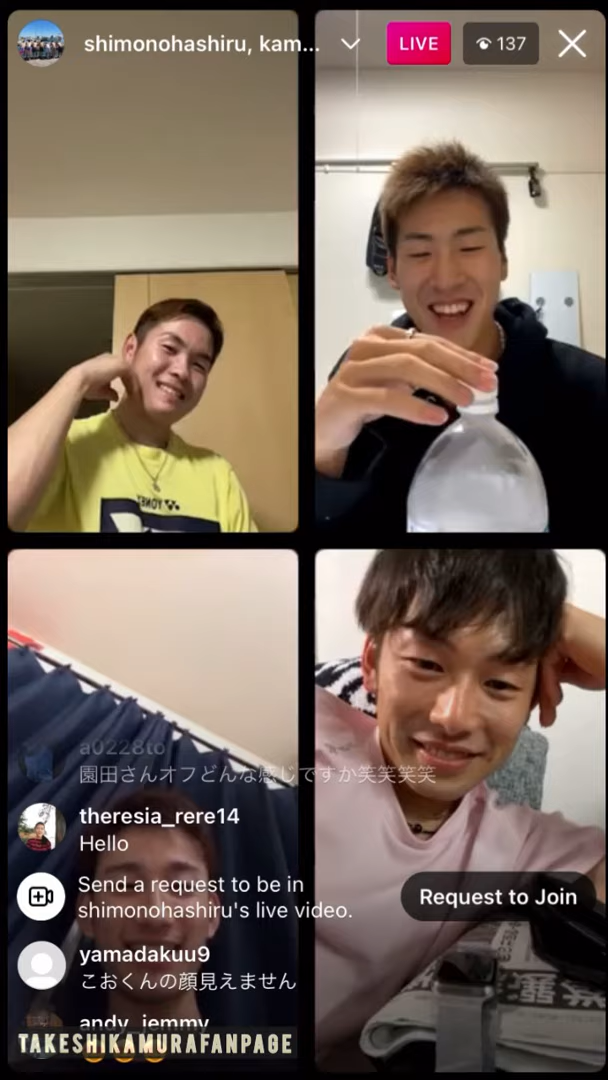 shimonohashiru, kam...
LIVE
137
YONEX
a0228to
園田さんオフどんな感じですか笑笑笑笑
theresia_rere14
Hello
Send a request to be in
shimonohashiru's live video.
Request to Join
yamadakuu9
こおくんの顔見えません
andy_jemmy
TAKESHIKAMURAFANPAGE